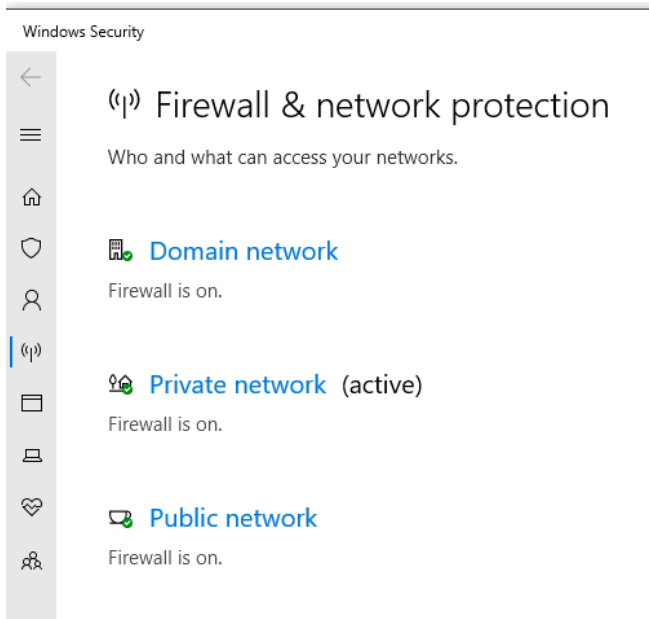 Windows Security
Firewall & network protection
Who and what can access your networks.
Domain network
Firewall is on.
Private network (active)
Firewall is on.
Public network
Firewall is on.